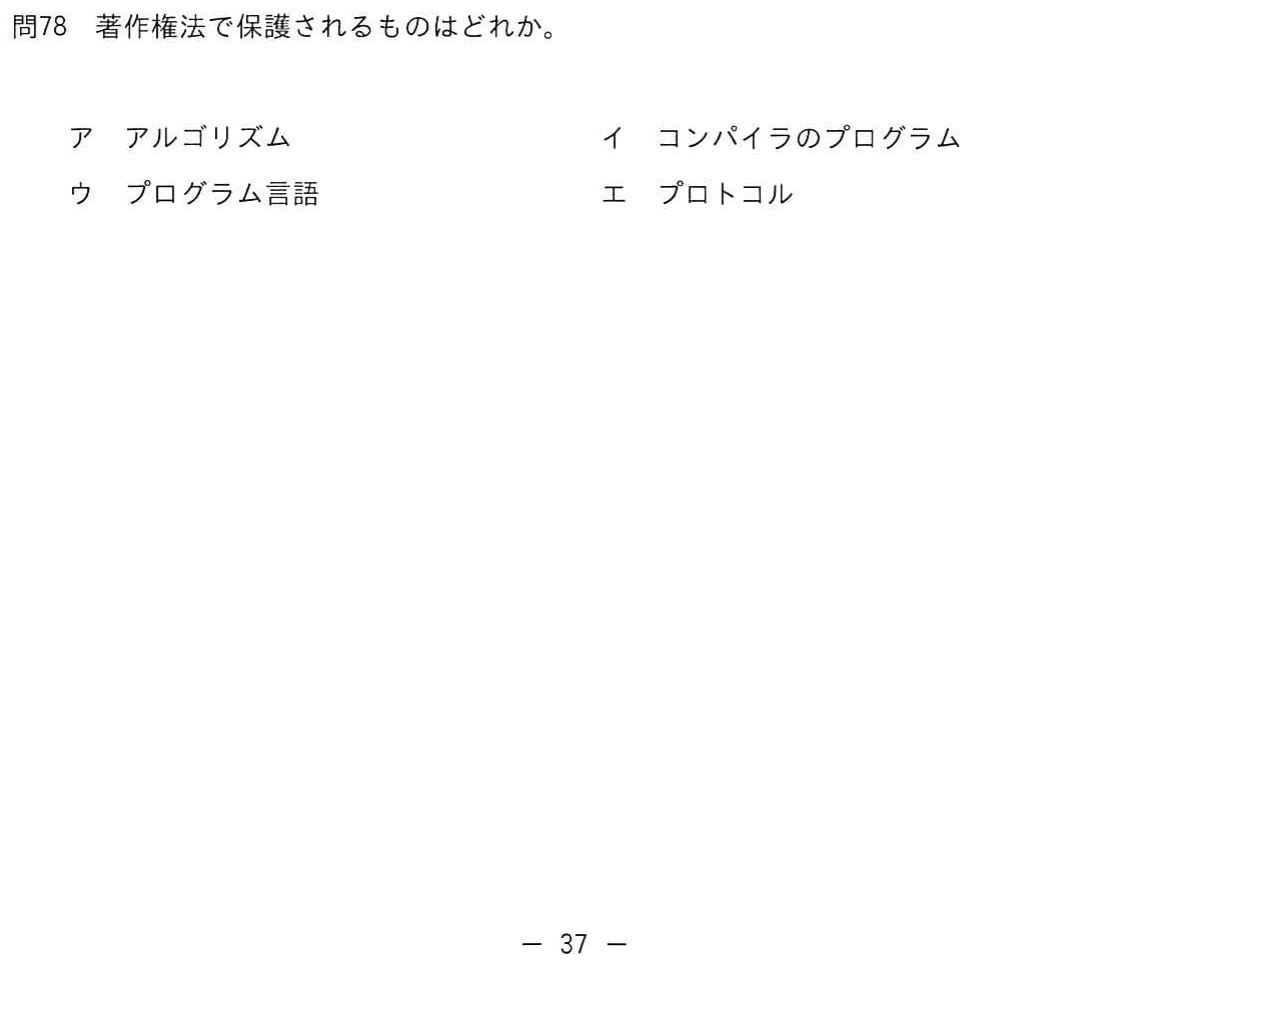 問78　著作権法で保護されるものはどれか。
ア　アルゴリズム　イ　コンパイラのプログラム
ウ　プログラム言語　エ　プロトコル
－ 37 －